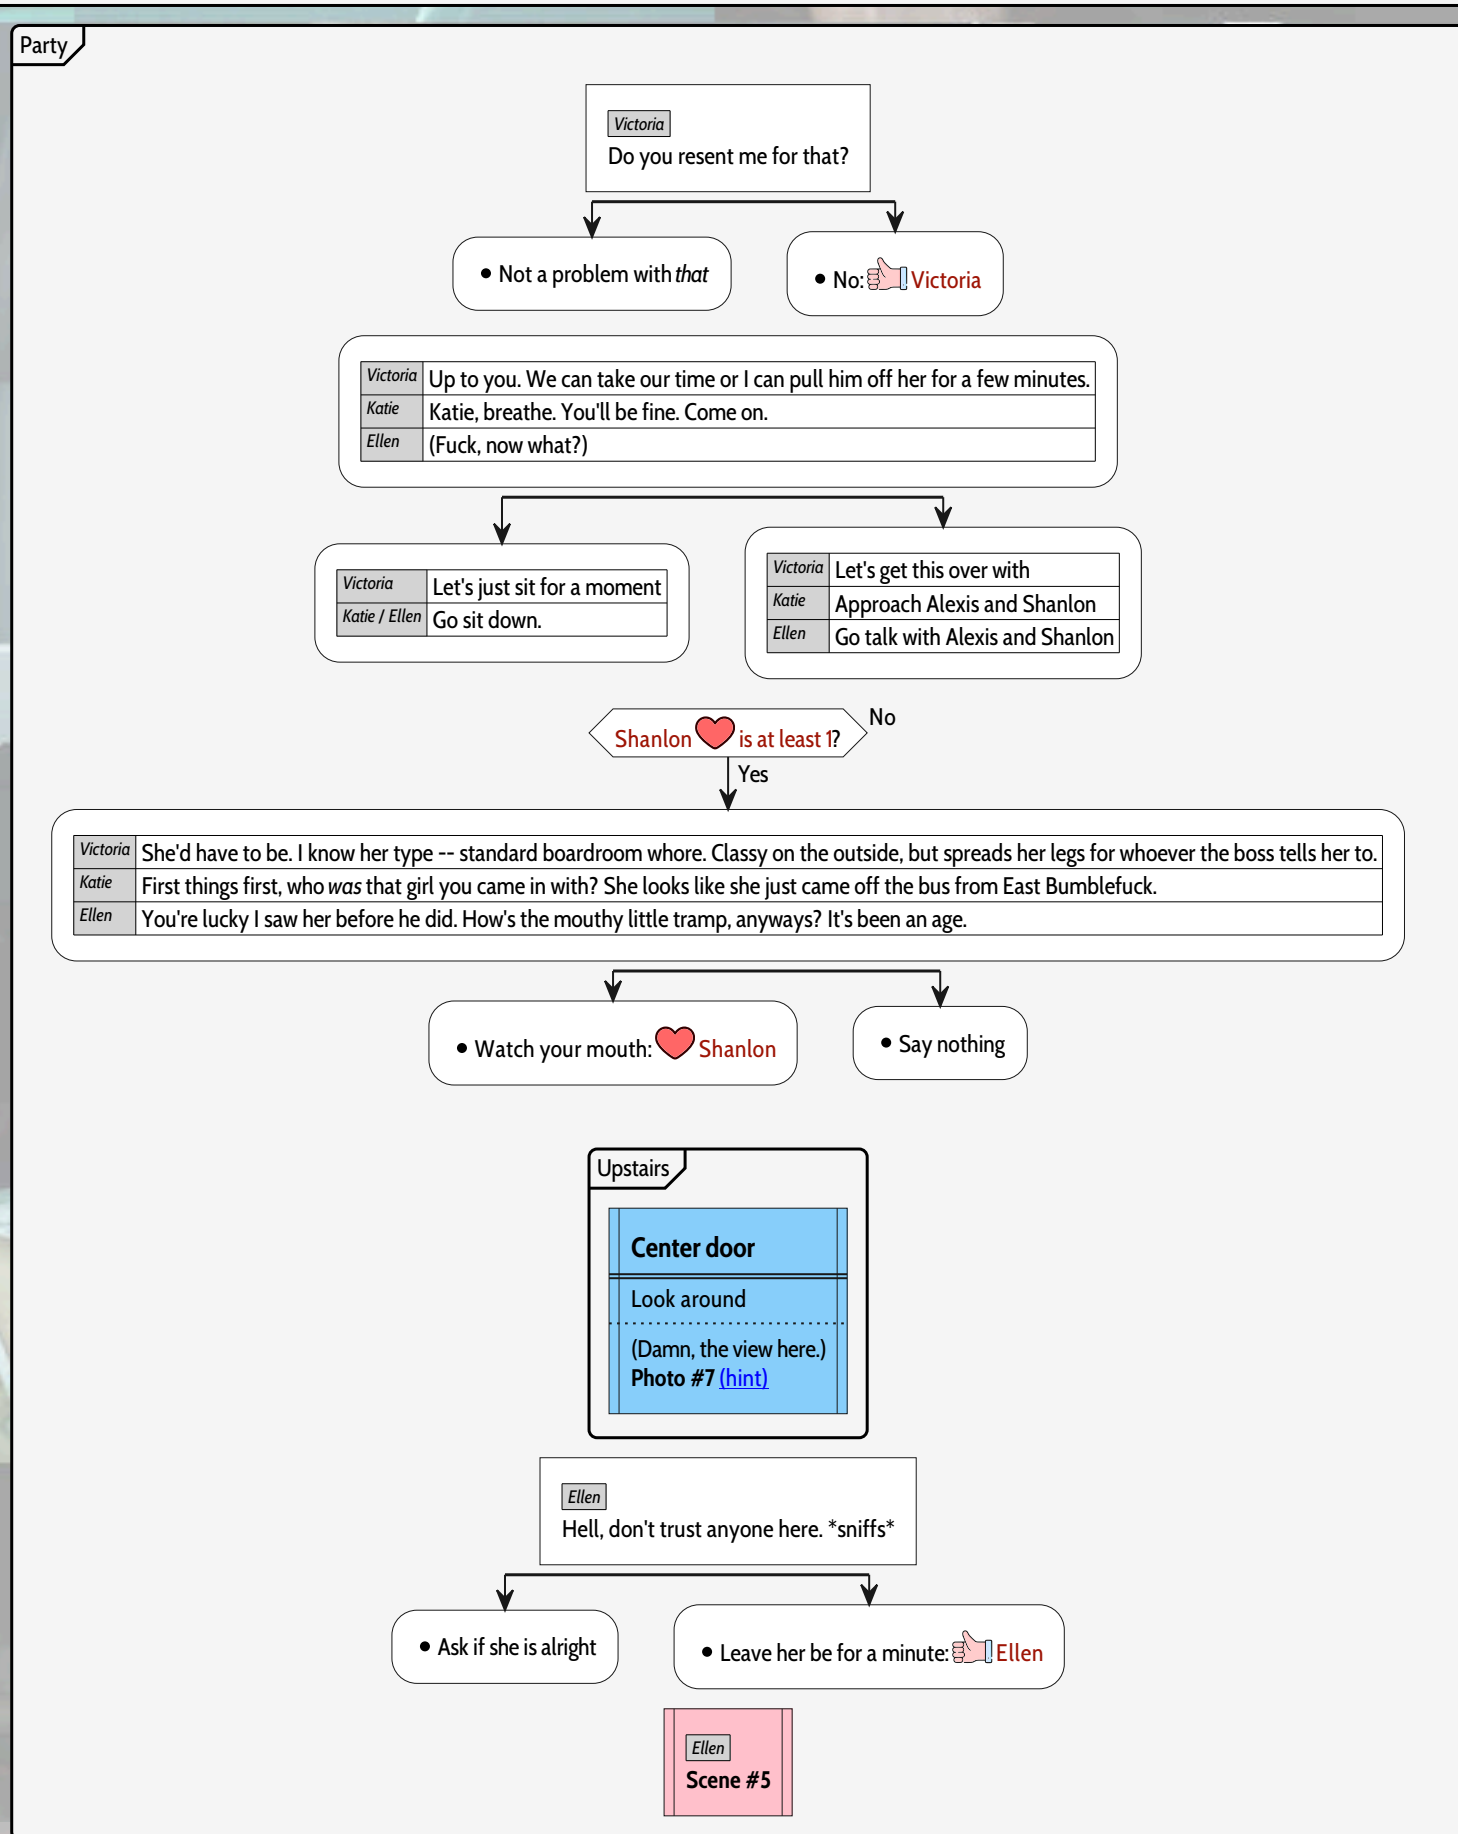 Party
Victoria
Do you resent me for that?
• Not a problem with that
• No: Victoria
Victoria Up to you. We can take our time or I can pull him off her for a few minutes.
Katie Katie, breathe. You'll be fine. Come on.
Ellen (Fuck, now what?)
Victoria Let's just sit for a moment
Katie / Ellen Go sit down.
Victoria Let's get this over with
Katie Approach Alexis and Shanlon
Ellen Go talk with Alexis and Shanlon
Shanlon is at least 1?
No
Yes
Victoria She'd have to be. I know her type -- standard boardroom whore. Classy on the outside, but spreads her legs for whoever the boss tells her to.
Katie First things first, who was that girl you came in with? She looks like she just came off the bus from East Bumblefuck.
Ellen You're lucky I saw her before he did. How's the mouthy little tramp, anyways? It's been an age.
• Watch your mouth: Shanlon
• Say nothing
Upstairs
Center door
Look around
(Damn, the view here.)
Photo #7 (hint)
Ellen
Hell, don't trust anyone here. *sniffs*
• Ask if she is alright
• Leave her be for a minute: Ellen
Ellen
Scene #5